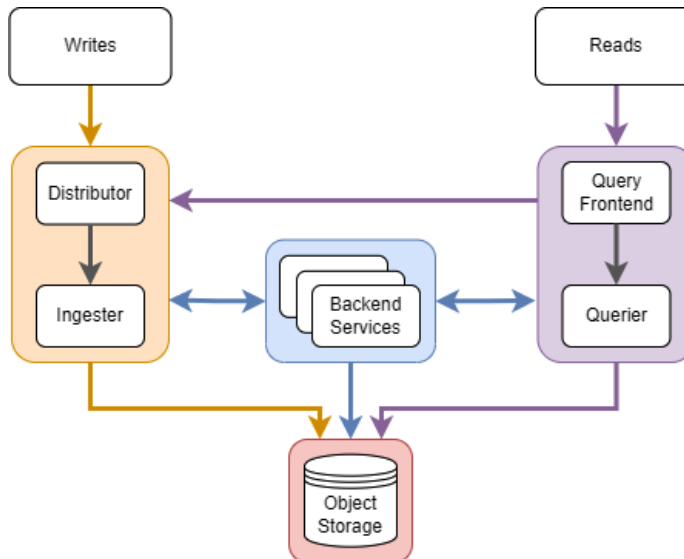 Writes
Reads
Distributor
Query
Frontend
Ingester
Backend
Services
Querier
Object
Storage